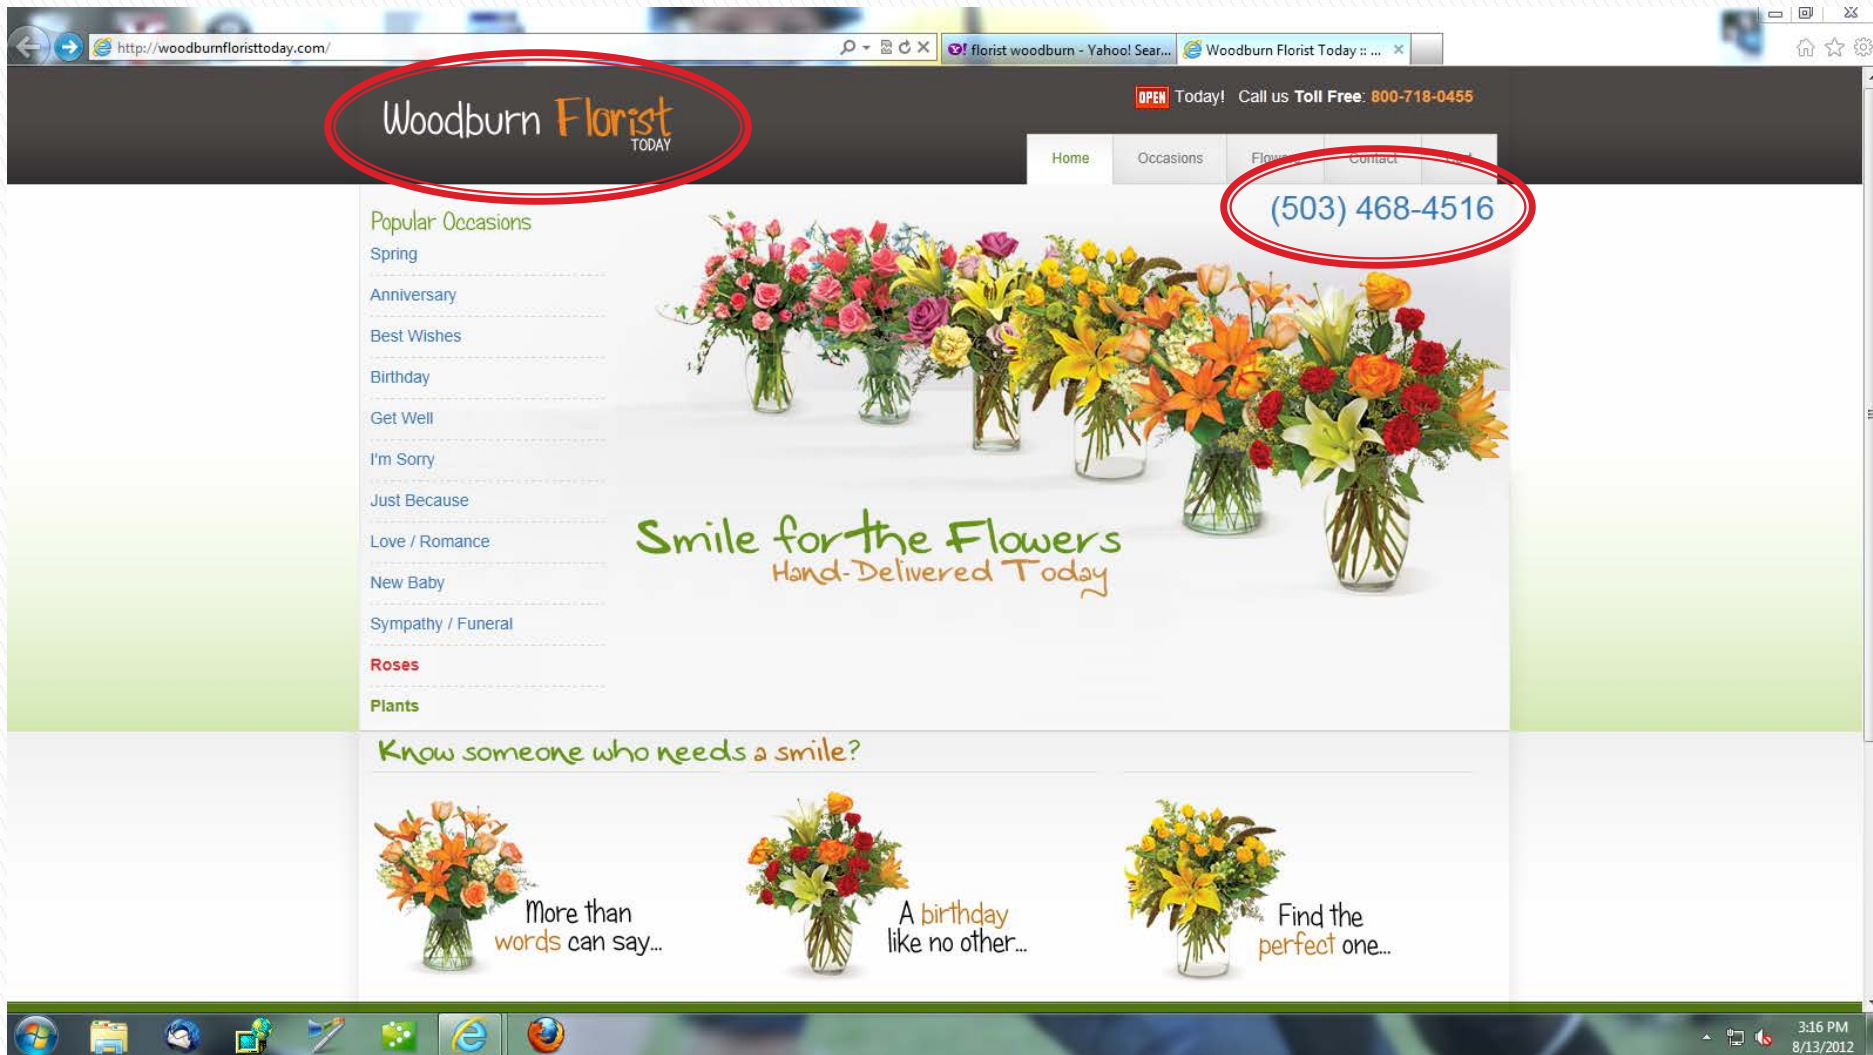 http://woodburnfloristtoday.com/
florist woodburn - Yahoo! Sear...
Woodburn Florist Today :: ...
Woodburn Florist
TODAY
OPEN Today! Call us Toll Free: 800-718-0455
Home Occasions Flowers Contact
(503) 468-4516
Popular Occasions
Spring
Anniversary
Best Wishes
Birthday
Get Well
I'm Sorry
Just Because
Love / Romance
New Baby
Sympathy / Funeral
Roses
Plants
Smile for the Flowers
Hand-Delivered Today
Know someone who needs a smile?
More than
words can say...
A birthday
like no other...
Find the
perfect one...
3:16 PM
8/13/2012